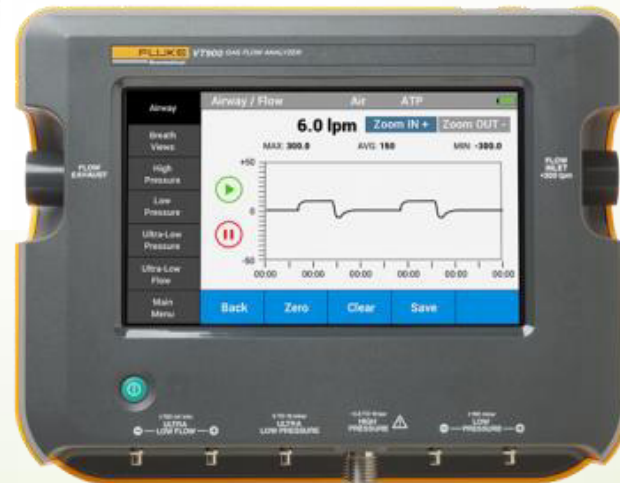 FLUKE VT900 GAS FLOW ANALYZER
Biomedical
Airway
Airway / Flow Air ATP
6.0 lpm Zoom IN + Zoom OUT -
MAX: 300.0 AVG: 150 MIN: -300.0
Breath
Views
High
Pressure
Low
Pressure
Ultra-Low
Pressure
Ultra-Low
Flow
Main
Menu
+50
0
-50
00:00 00:00 00:00 00:00 00:00 00:00
Back Zero Clear Save
FLOW
EXHAUST
FLOW
INLET
ULTRA
LOW FLOW
ULTRA
LOW PRESSURE
HIGH
PRESSURE
LOW
PRESSURE